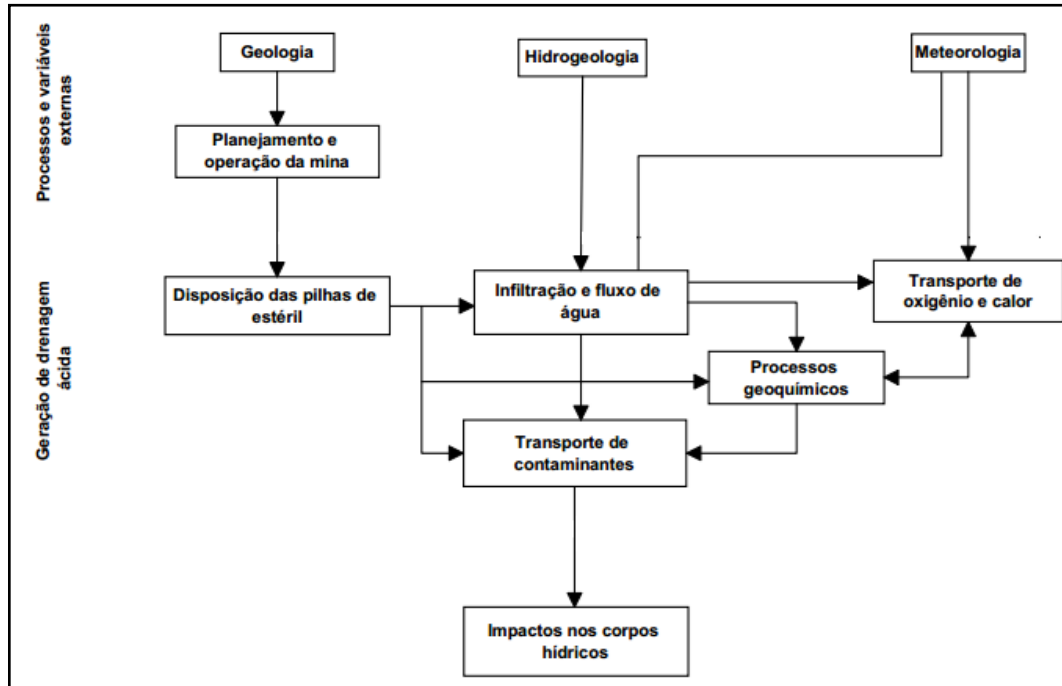 Processos e variáveis
externas
Geologia
Hidrogeologia
Meteorologia
Planejamento e
operação da mina
Geração de drenagem
ácida
Disposição das pilhas de
estéril
Infiltração e fluxo de
água
Transporte de
oxigênio e calor
Processos
geoquímicos
Transporte de
contaminantes
Impactos nos corpos
hídricos